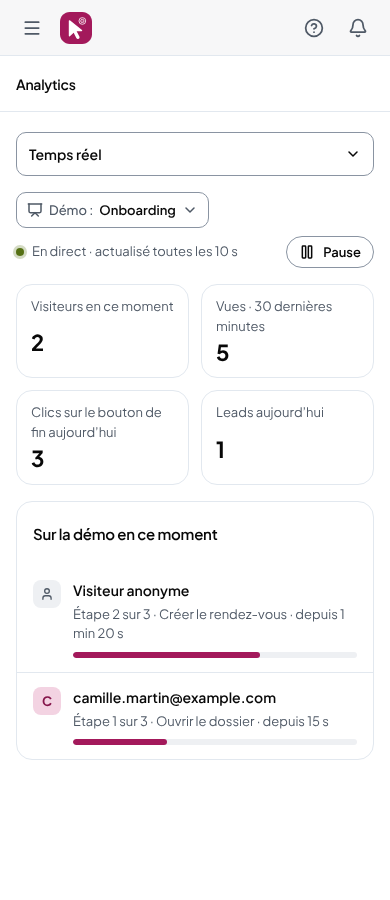 Analytics
Temps réel
Démo : Onboarding
En direct · actualisé toutes les 10 s
Pause
Visiteurs en ce moment
2
Vues · 30 dernières
minutes
5
Clics sur le bouton de
fin aujourd'hui
3
Leads aujourd'hui
1
Sur la démo en ce moment
Visiteur anonyme
Étape 2 sur 3 · Créer le rendez-vous · depuis 1
min 20 s
C
camille.martin@example.com
Étape 1 sur 3 · Ouvrir le dossier · depuis 15 s